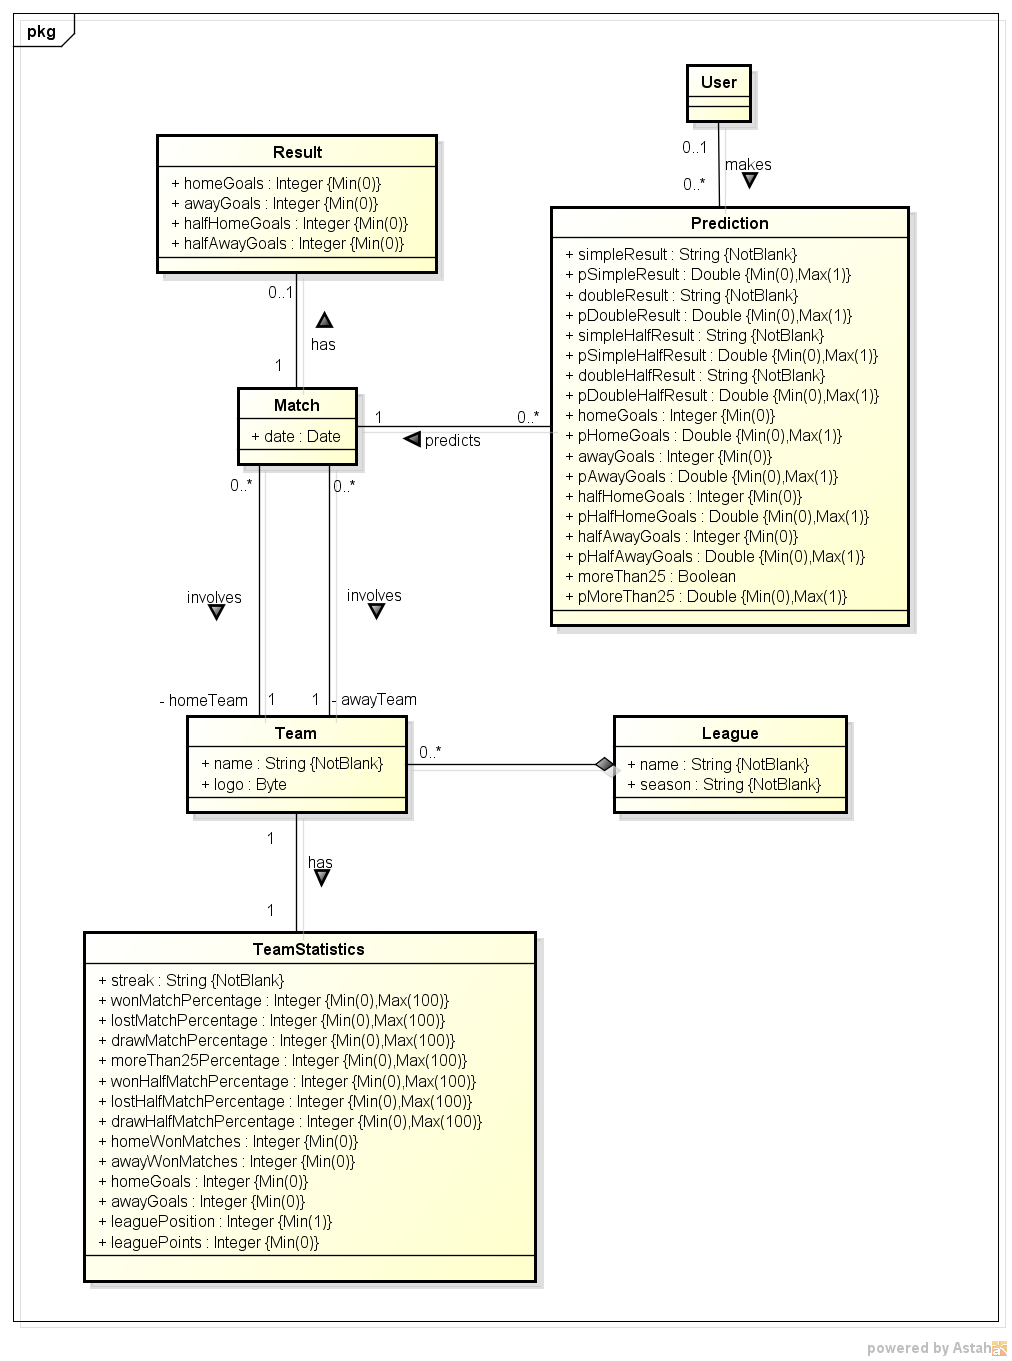 pkg
User
0..1
makes
0..*
Result
+ homeGoals : Integer {Min(0)}
+ awayGoals : Integer {Min(0)}
+ halfHomeGoals : Integer {Min(0)}
+ halfAwayGoals : Integer {Min(0)}
0..1
has
1
Prediction
+ simpleResult : String {NotBlank}
+ pSimpleResult : Double {Min(0),Max(1)}
+ doubleResult : String {NotBlank}
+ pDoubleResult : Double {Min(0),Max(1)}
+ simpleHalfResult : String {NotBlank}
+ pSimpleHalfResult : Double {Min(0),Max(1)}
+ doubleHalfResult : String {NotBlank}
+ pDoubleHalfResult : Double {Min(0),Max(1)}
+ homeGoals : Integer {Min(0)}
+ pHomeGoals : Double {Min(0),Max(1)}
+ awayGoals : Integer {Min(0)}
+ pAwayGoals : Double {Min(0),Max(1)}
+ halfHomeGoals : Integer {Min(0)}
+ pHalfHomeGoals : Double {Min(0),Max(1)}
+ halfAwayGoals : Integer {Min(0)}
+ pHalfAwayGoals : Double {Min(0),Max(1)}
+ moreThan25 : Boolean
+ pMoreThan25 : Double {Min(0),Max(1)}
Match
+ date : Date
1
0..*
predicts
0..*
0..*
involves
involves
- homeTeam
1
1
- awayTeam
Team
+ name : String {NotBlank}
+ logo : Byte
0..*
League
+ name : String {NotBlank}
+ season : String {NotBlank}
1
has
1
TeamStatistics
+ streak : String {NotBlank}
+ wonMatchPercentage : Integer {Min(0),Max(100)}
+ lostMatchPercentage : Integer {Min(0),Max(100)}
+ drawMatchPercentage : Integer {Min(0),Max(100)}
+ moreThan25Percentage : Integer {Min(0),Max(100)}
+ wonHalfMatchPercentage : Integer {Min(0),Max(100)}
+ lostHalfMatchPercentage : Integer {Min(0),Max(100)}
+ drawHalfMatchPercentage : Integer {Min(0),Max(100)}
+ homeWonMatches : Integer {Min(0)}
+ awayWonMatches : Integer {Min(0)}
+ homeGoals : Integer {Min(0)}
+ awayGoals : Integer {Min(0)}
+ leaguePosition : Integer {Min(1)}
+ leaguePoints : Integer {Min(0)}
powered by Astah